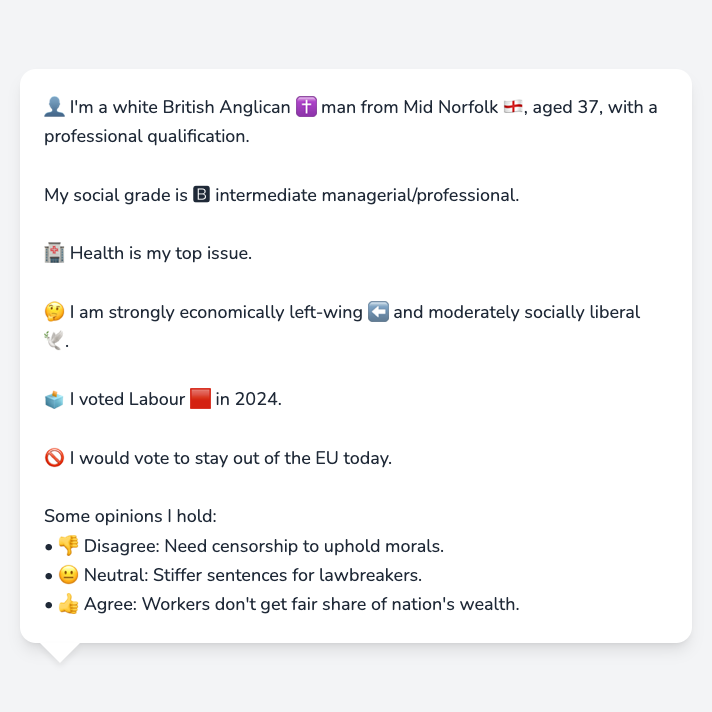 👤 I'm a white British Anglican ✝️ man from Mid Norfolk 🏴󠁧󠁢󠁥󠁮󠁧󠁿, aged 37, with a
professional qualification.
My social grade is 🅱 intermediate managerial/professional.
🏥 Health is my top issue.
🤔 I am strongly economically left-wing ⬅️ and moderately socially liberal
🕊️.
🗳️ I voted Labour 🟥 in 2024.
🚫 I would vote to stay out of the EU today.
Some opinions I hold:
• 👎 Disagree: Need censorship to uphold morals.
• 😐 Neutral: Stiffer sentences for lawbreakers.
• 👍 Agree: Workers don't get fair share of nation's wealth.